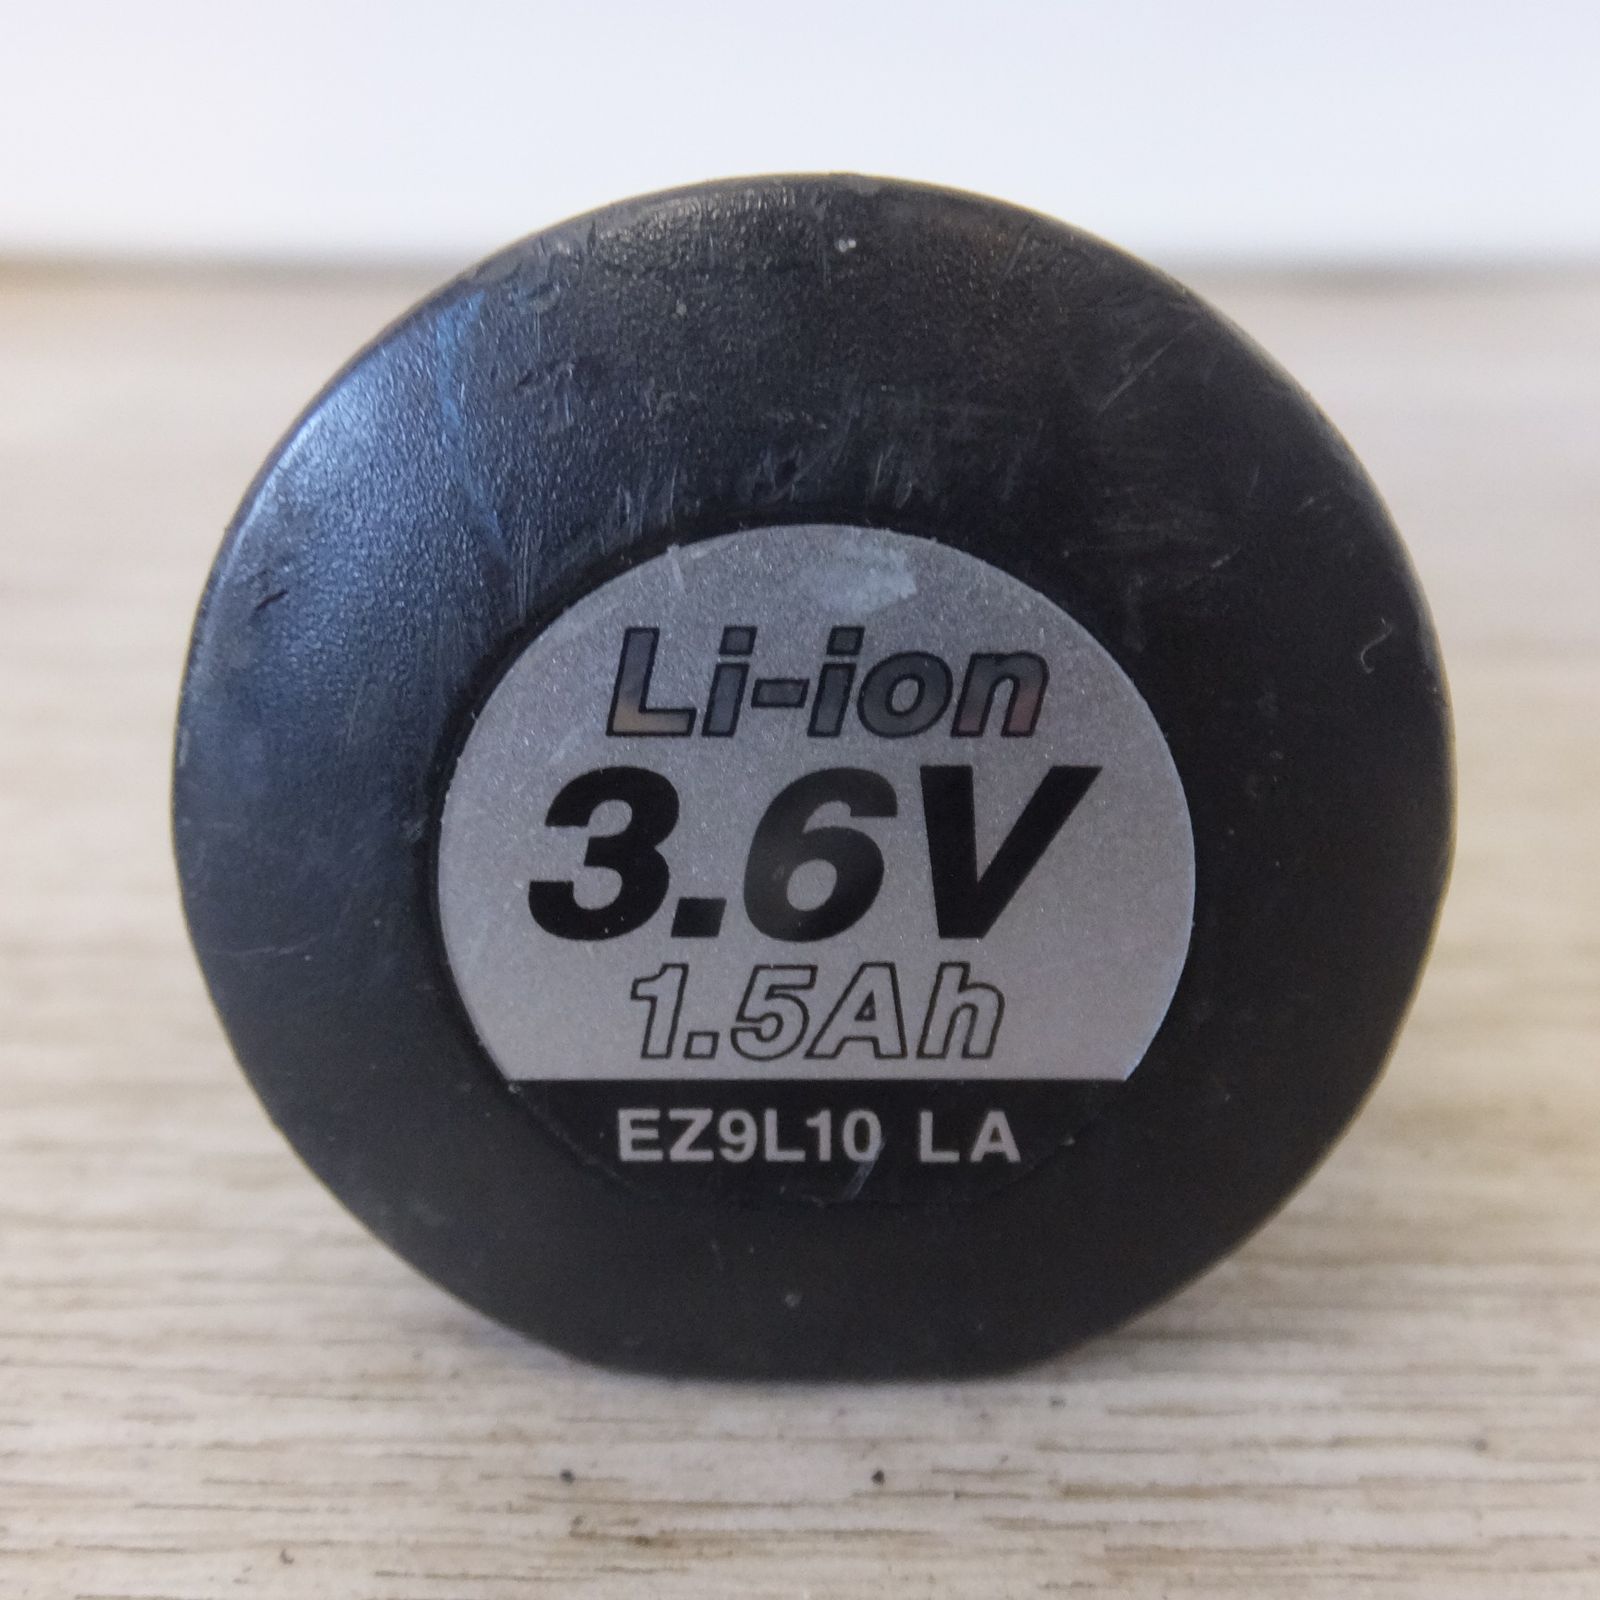 Li-ion
3.6V
1.5Ah
EZ9L10 LA